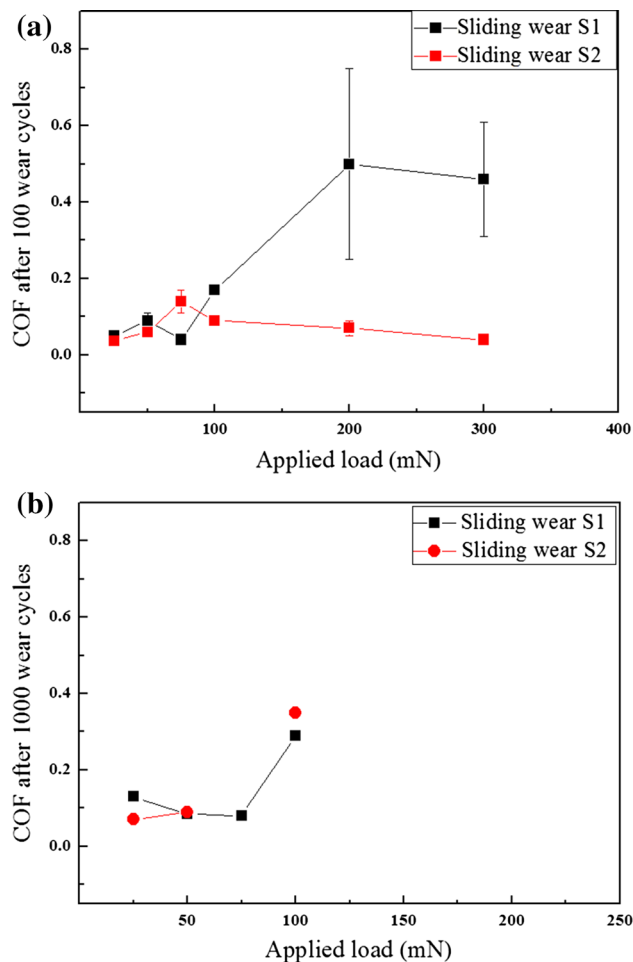 (a)
Sliding wear S1
Sliding wear S2
COF after 100 wear cycles
0.8
0.6
0.4
0.2
0.0
100
200
300
400
Applied load (mN)
(b)
Sliding wear S1
Sliding wear S2
COF after 1000 wear cycles
0.8
0.6
0.4
0.2
0.0
50
100
150
200
250
Applied load (mN)